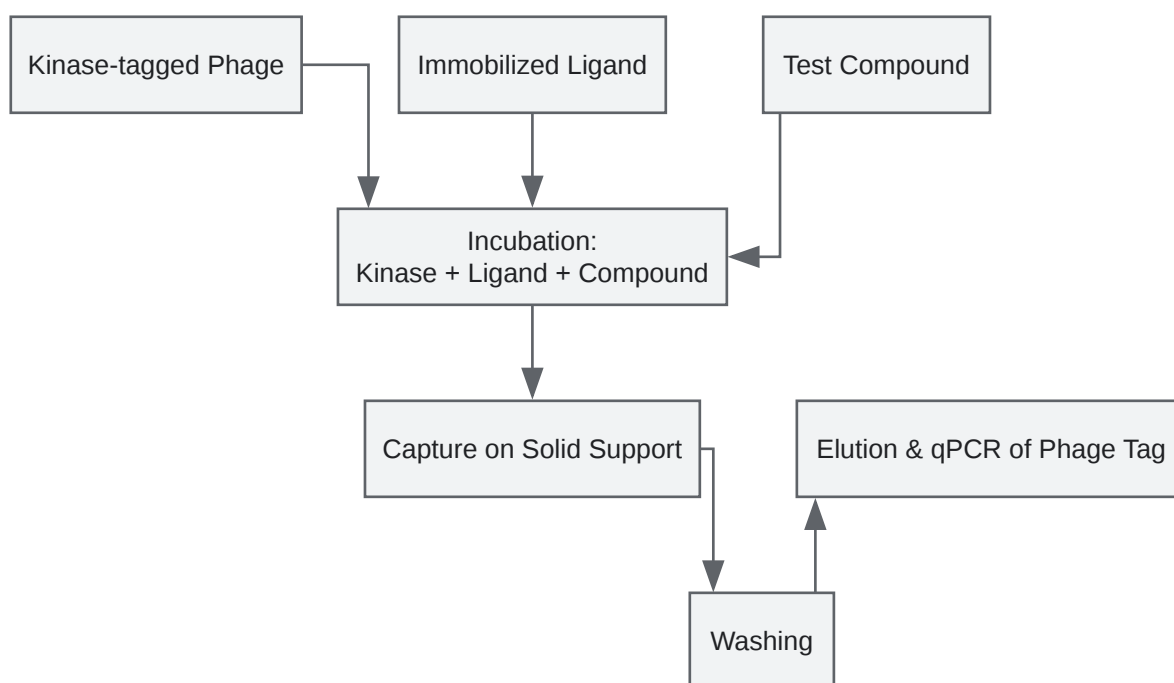 Kinase-tagged Phage
Immobilized Ligand
Test Compound
Incubation:
Kinase + Ligand + Compound
Capture on Solid Support
Elution & qPCR of Phage Tag
Washing